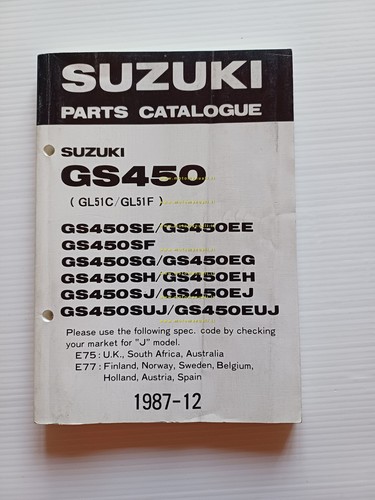 SUZUKI
PARTS CATALOGUE
SUZUKI
GS450
( GL51C/GL51F )
GS450SE/GS450EE
GS450SF
GS450SG/GS450EG
GS450SH/GS450EH
GS450SJ/GS450EJ
GS450SUJ/GS450EUJ
Please use the following spec. code by checking
your market for "J" model.
E75 : U.K., South Africa, Australia
E77 : Finland, Norway, Sweden, Belgium,
Holland, Austria, Spain
1987-12